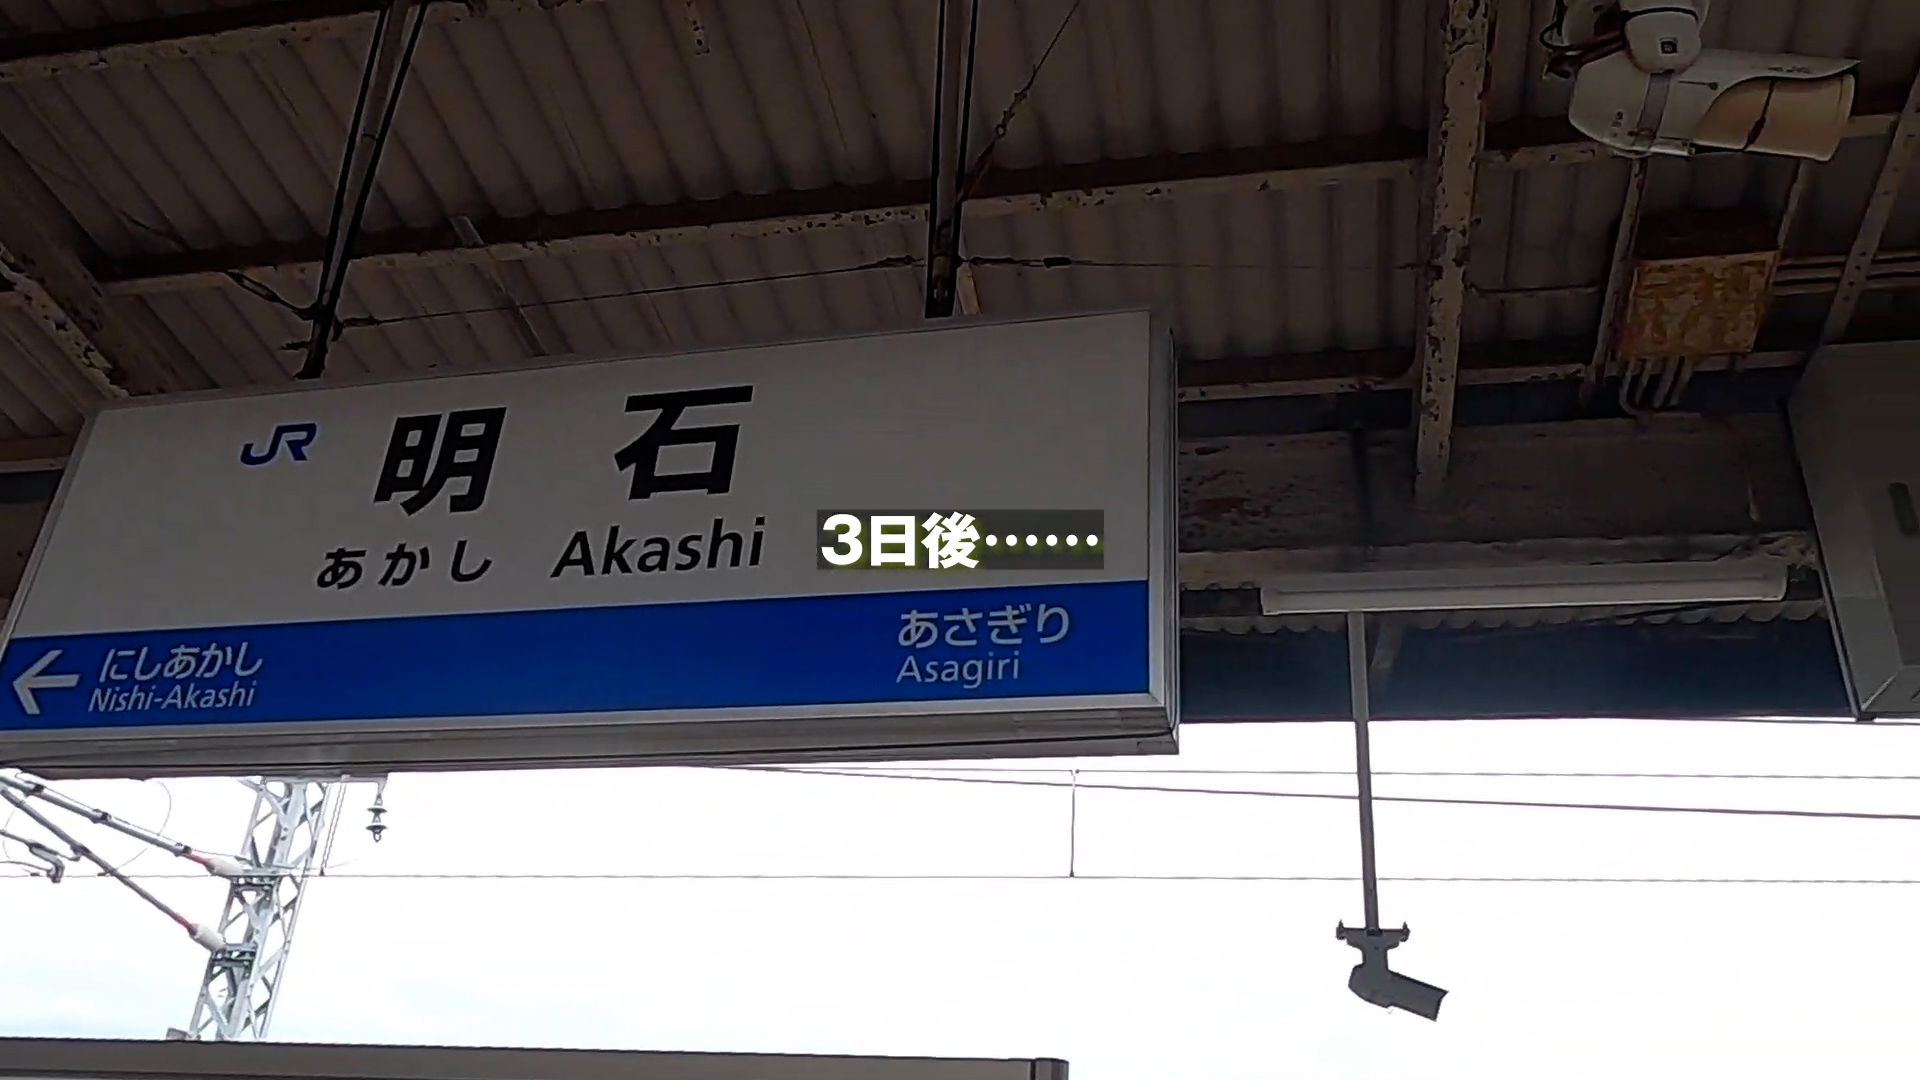 JR 明石
あかし Akashi
3日後……
← にしあかし
Nishi-Akashi
あさぎり
Asagiri